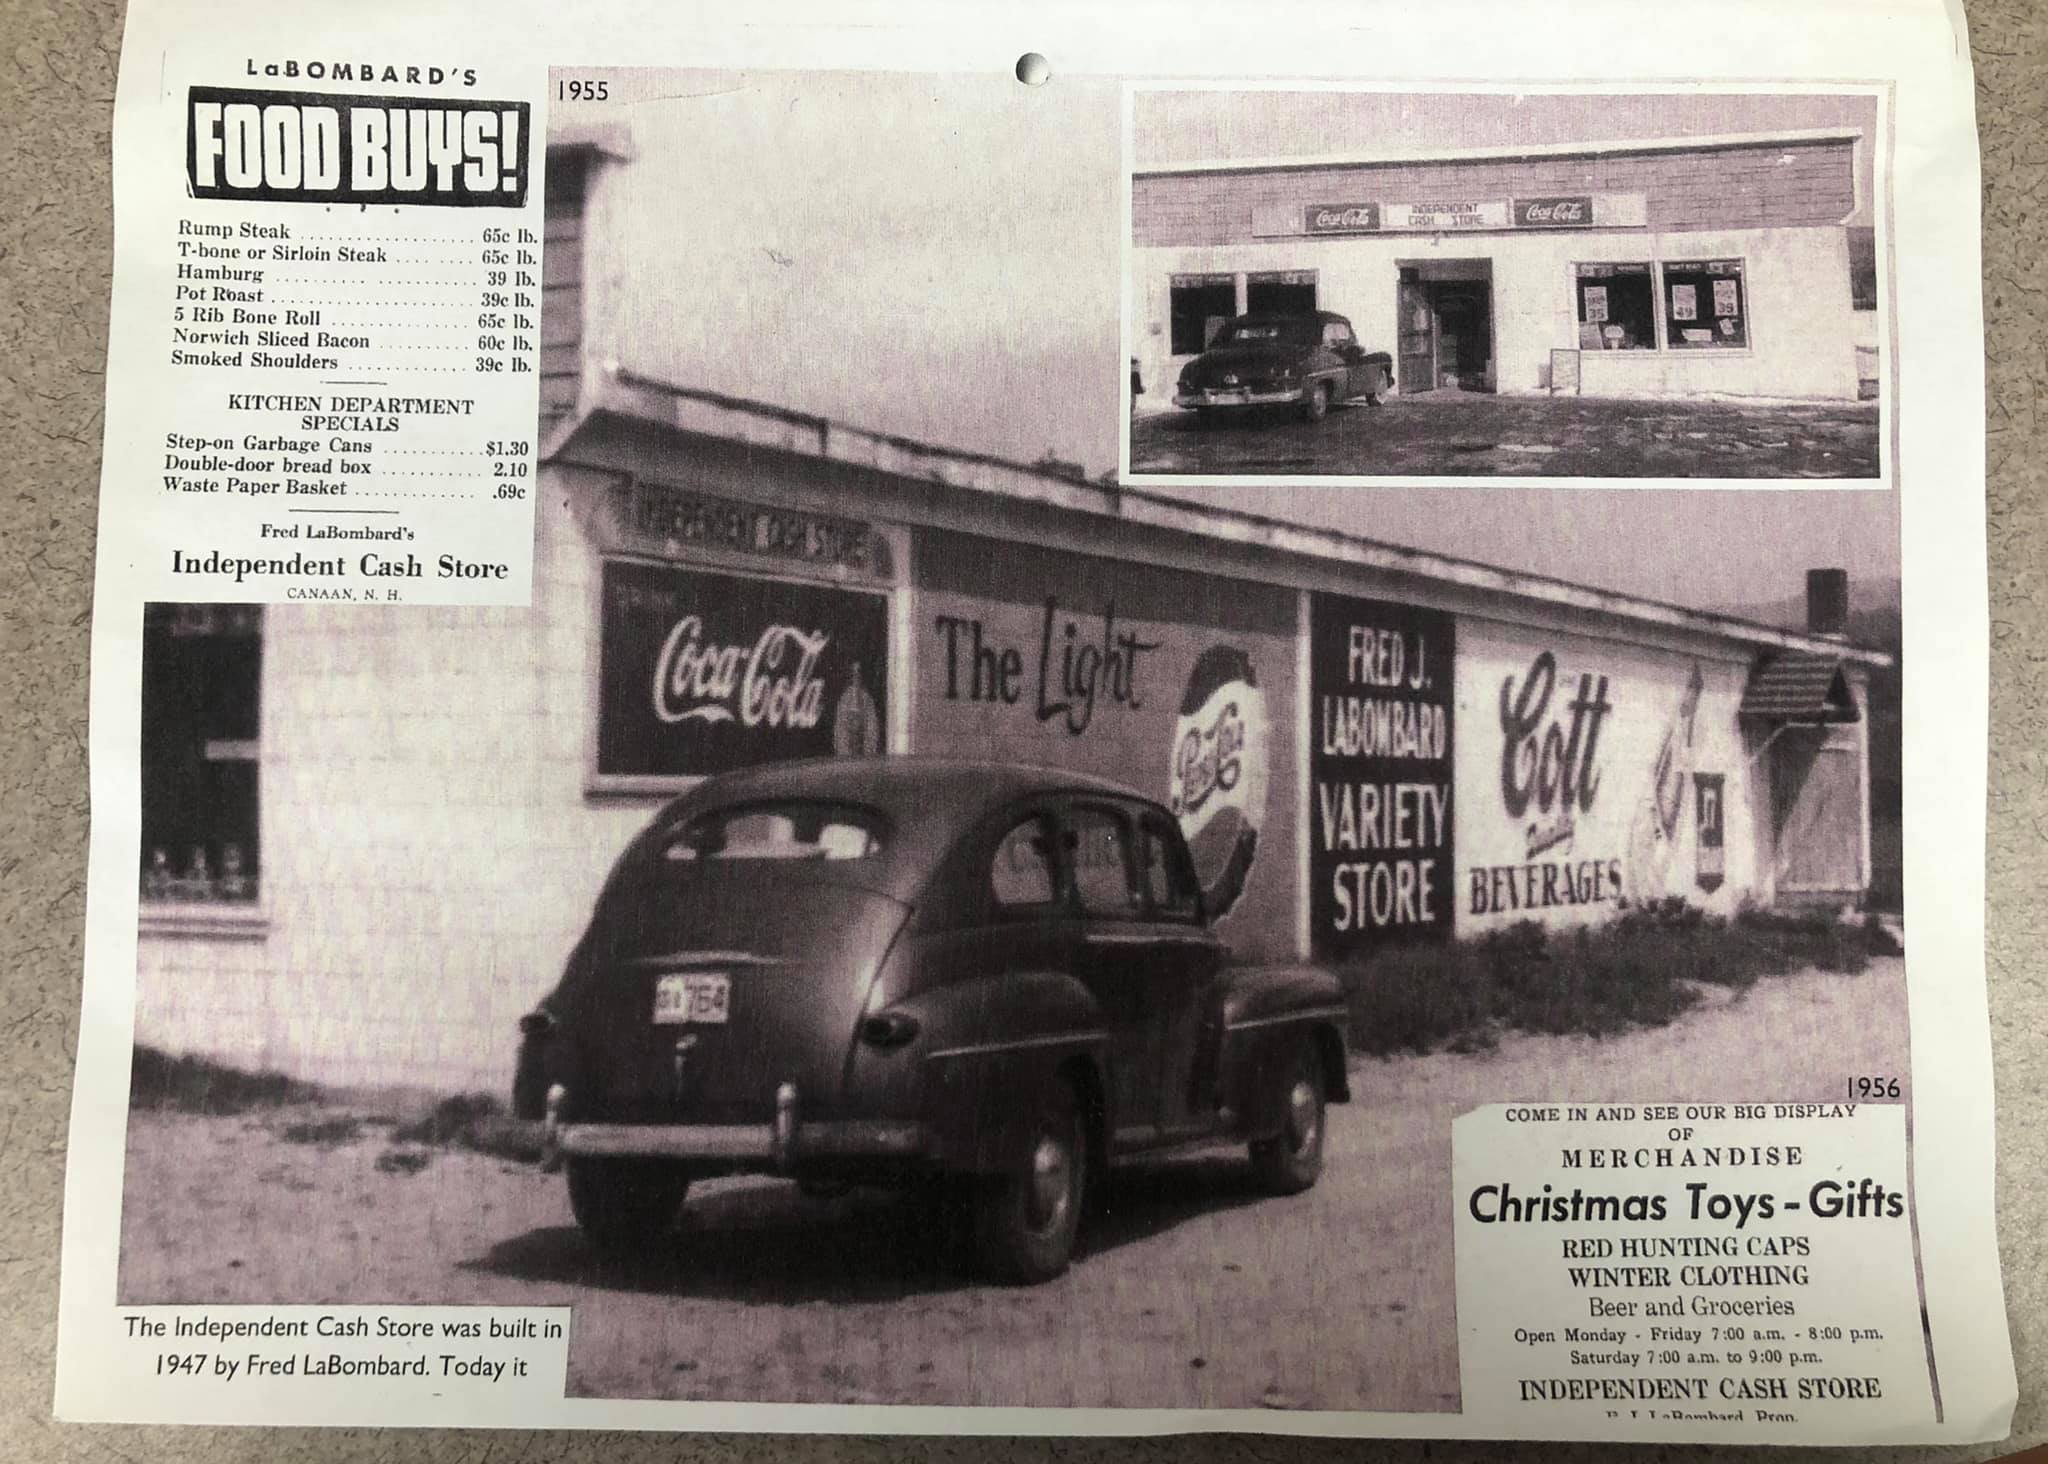 LaBOMBARD'S
FOOD BUYS!
Rump Steak .................. 65c lb.
T-bone or Sirloin Steak ........ 65c lb.
Hamburg ....................... 39 lb.
Pot Roast ...................... 39c lb.
5 Rib Bone Roll ............... 65c lb.
Norwich Sliced Bacon .......... 60c lb.
Smoked Shoulders ............. 39c lb.
KITCHEN DEPARTMENT
SPECIALS
Step-on Garbage Cans ........... $1.30
Double-door bread box ........... 2.10
Waste Paper Basket ............. .69c
Fred LaBombard's
Independent Cash Store
CANAAN, N. H.
1955
Coca-Cola
INDEPENDENT
CASH STORE
Coca-Cola
35
49
39
INDEPENDENT CASH STORE
Coca-Cola
The Light
Pepsi-Cola
FRED J.
LABOMBARD
VARIETY
STORE
Cott
Quality
BEVERAGES
764
1956
COME IN AND SEE OUR BIG DISPLAY
OF
MERCHANDISE
Christmas Toys - Gifts
RED HUNTING CAPS
WINTER CLOTHING
Beer and Groceries
Open Monday - Friday 7:00 a.m. - 8:00 p.m.
Saturday 7:00 a.m. to 9:00 p.m.
INDEPENDENT CASH STORE
LaBombard Prop.
The Independent Cash Store was built in
1947 by Fred LaBombard. Today it